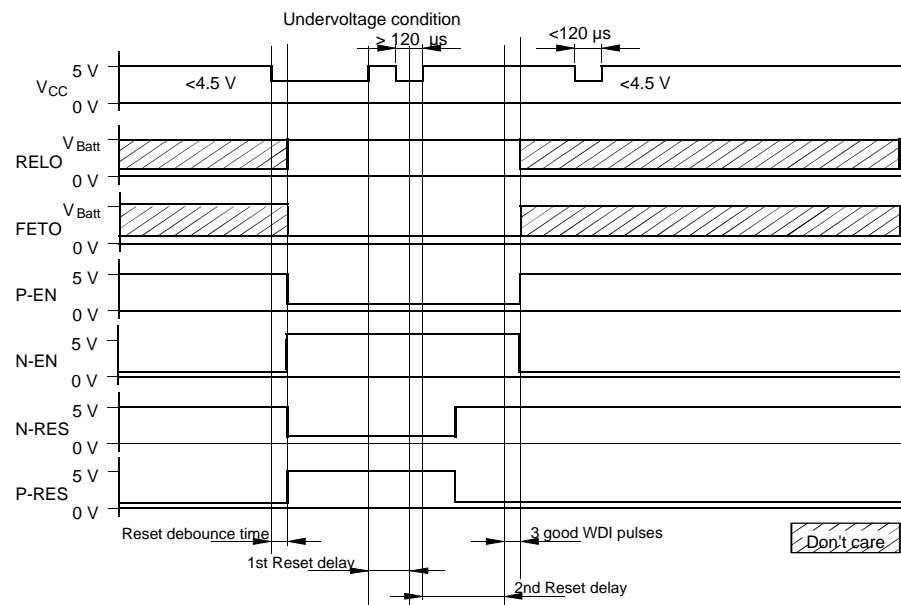 Undervoltage condition
> 120 µs
<120 µs
5 V
<4.5 V
<4.5 V
VCC
0 V
VBatt
RELO
0 V
VBatt
FETO
0 V
5 V
P-EN
0 V
5 V
N-EN
0 V
5 V
N-RES
0 V
5 V
P-RES
0 V
Reset debounce time
3 good WDI pulses
Don't care
1st Reset delay
2nd Reset delay